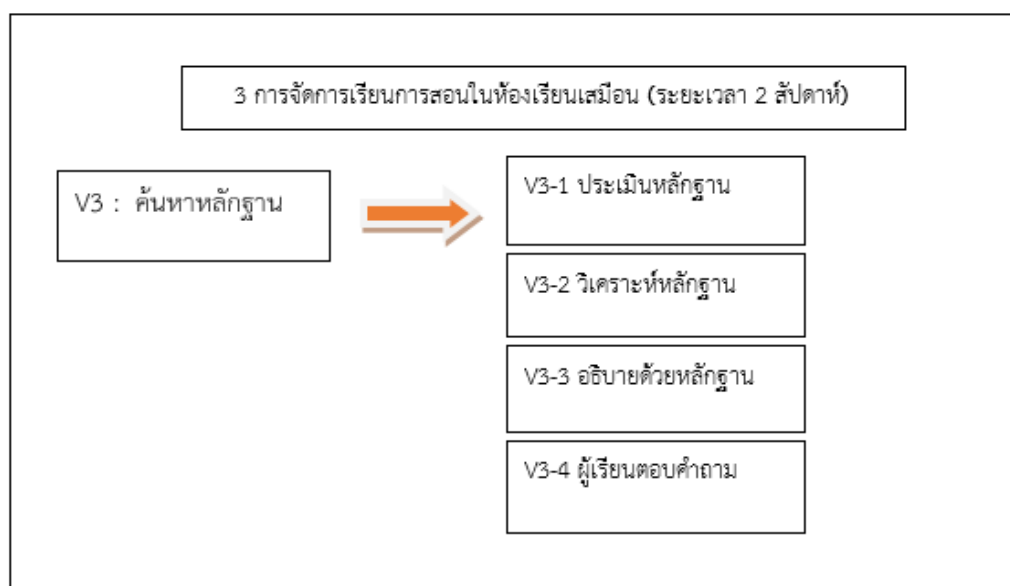 3 การจัดการเรียนการสอนในห้องเรียนเสมือน (ระยะเวลา 2 สัปดาห์)
V3 : ค้นหาหลักฐาน
V3-1 ประเมินหลักฐาน
V3-2 วิเคราะห์หลักฐาน
V3-3 อธิบายด้วยหลักฐาน
V3-4 ผู้เรียนตอบคำถาม